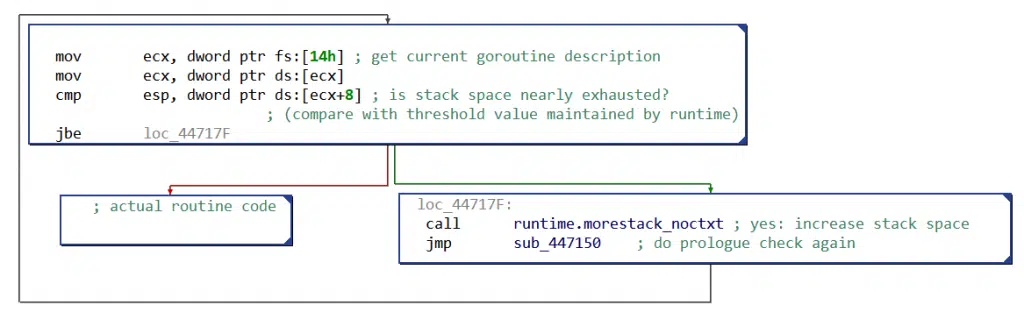 mov ecx, dword ptr fs:[14h] ; get current goroutine description
mov ecx, dword ptr ds:[ecx]
cmp esp, dword ptr ds:[ecx+8] ; is stack space nearly exhausted?
; (compare with threshold value maintained by runtime)
jbe loc_44717F
; actual routine code
loc_44717F:
call runtime.morestack_noctxt ; yes: increase stack space
jmp sub_447150 ; do prologue check again